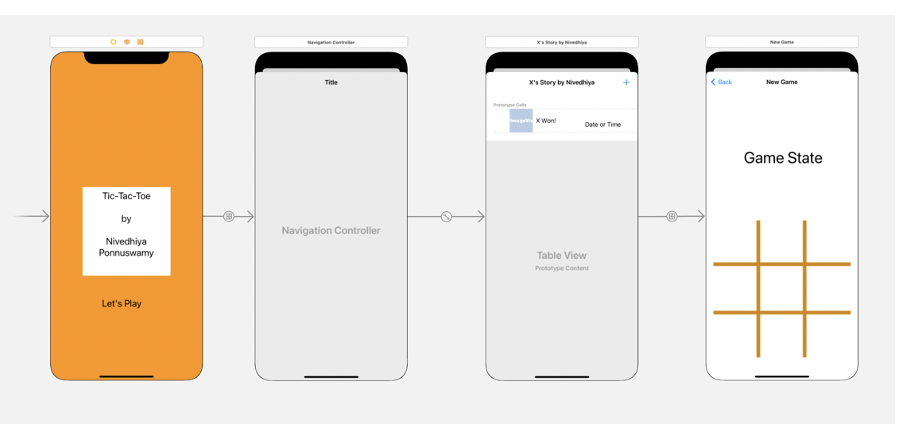 Navigation Controller
X's Story by Nivedhiya
New Game
Tic-Tac-Toe
by
Nivedhiya
Ponnuswamy
Let's Play
Title
Navigation Controller
X's Story by Nivedhiya +
Prototype Cells
X Won!
Date or Time
Table View
Prototype Content
Back New Game
Game State